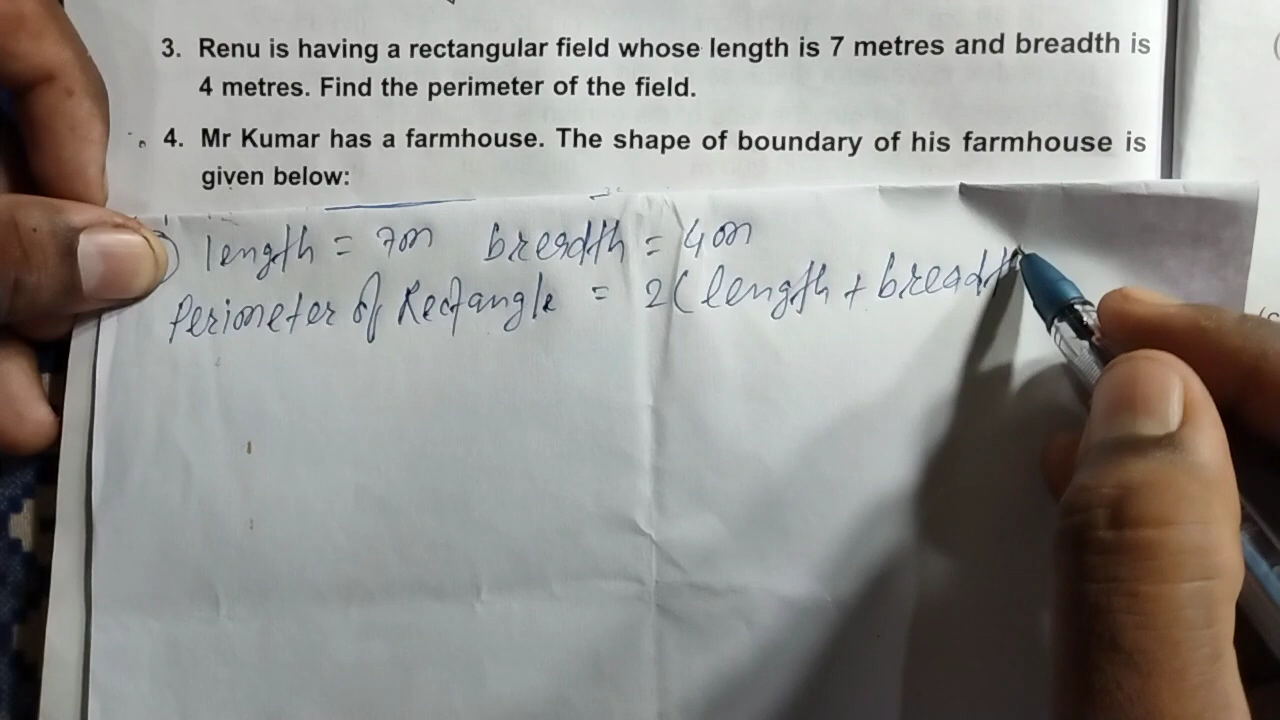 3. Renu is having a rectangular field whose length is 7 metres and breadth is
4 metres. Find the perimeter of the field.
4. Mr Kumar has a farmhouse. The shape of boundary of his farmhouse is
given below:
length = 7m breadth = 4m
Perimeter of Rectangle = 2(length + breadth